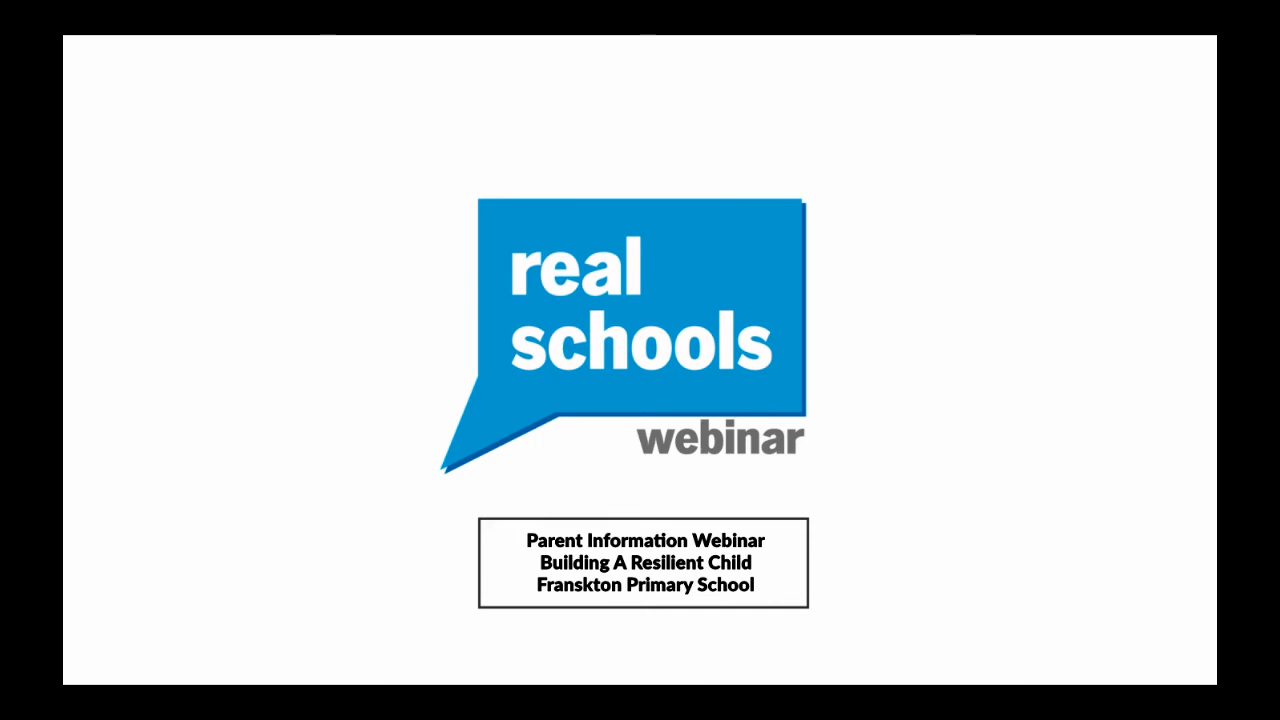 real
schools
webinar
Parent Information Webinar
Building A Resilient Child
Franskton Primary School